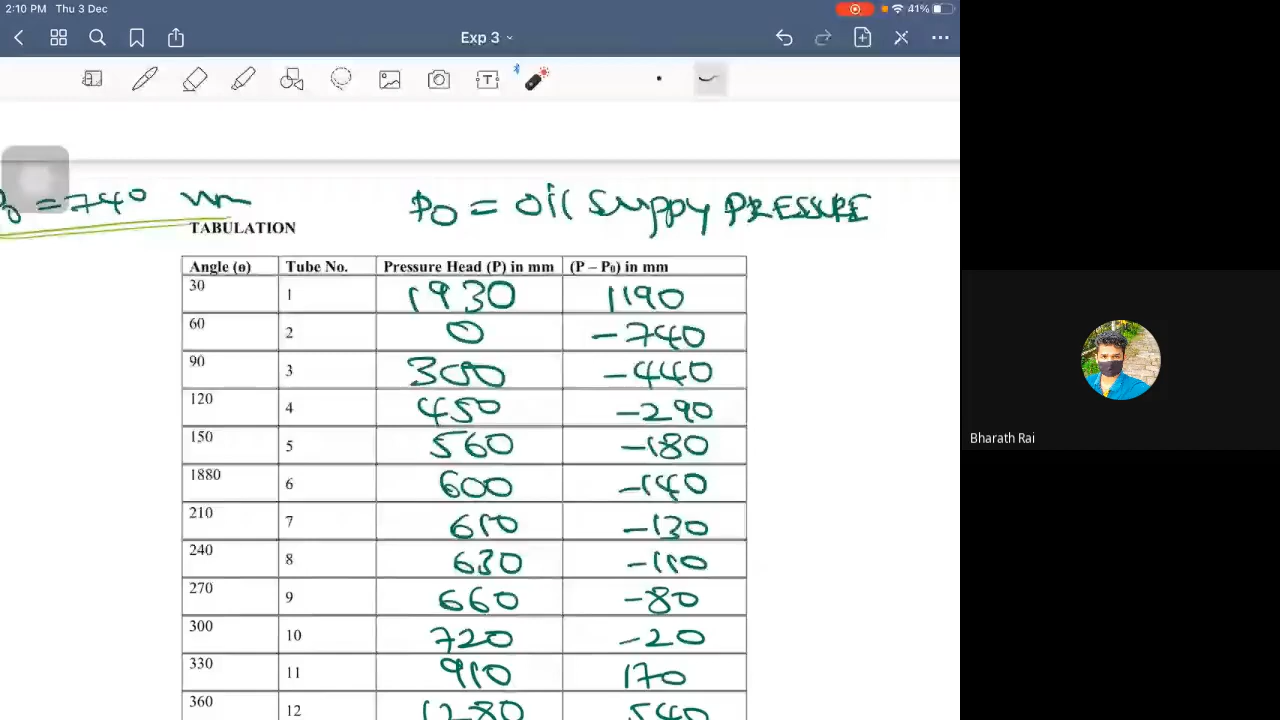 2:10 PM Thu 3 Dec 41%
Exp 3
P₀ = 740 mm
P0 = oil suppy PRESSURE
TABULATION
Angle (ө) Tube No. Pressure Head (P) in mm (P – P₀) in mm
30 1 1930 1190
60 2 0 -740
90 3 300 -440
120 4 450 -290
150 5 560 -180
1880 6 600 -140
210 7 610 -130
240 8 630 -110
270 9 660 -80
300 10 720 -20
330 11 910 170
360 12 1280 540
Bharath Rai